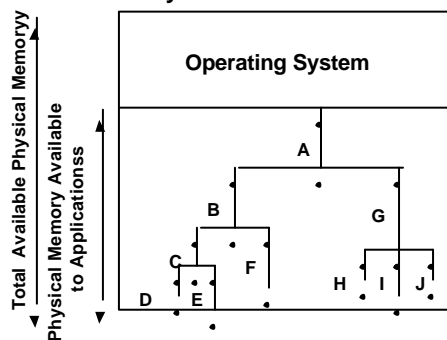 Total Available Physical Memoryy
Physical Memory Available
to Applicationss
Operating System
A
B
G
C
F
D
E
H
I
J